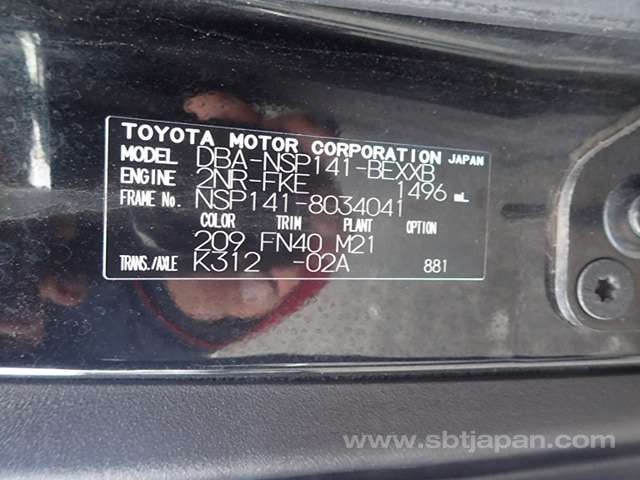 TOYOTA MOTOR CORPORATION JAPAN
MODEL DBA-NSP141-BEXXB
ENGINE 2NR-FKE 1496 mL
FRAME No. NSP141-8034041
COLOR TRIM PLANT OPTION
209 FN40 M21
TRANS./AXLE K312 -02A 881
www.sbtjapan.com